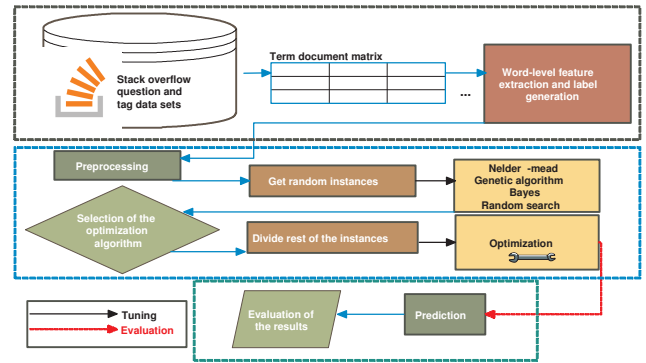 Term document matrix
Stack overflow
question and
tag data sets
...
Word-level feature
extraction and label
generation
Preprocessing
Get random instances
Nelder -mead
Genetic algorithm
Bayes
Random search
Selection of the
optimization
algorithm
Divide rest of the instances
Optimization
Tuning
Evaluation
Evaluation of
the results
Prediction